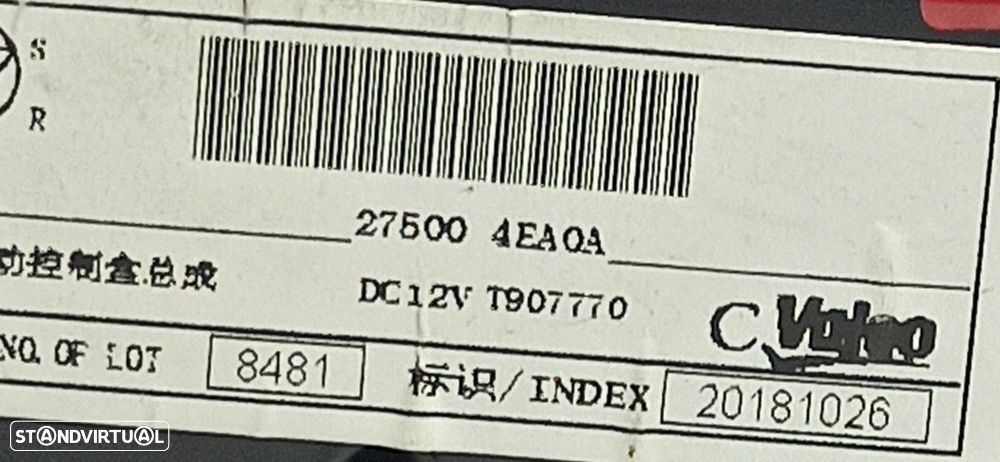 S
R
27500 4EA0A
动控制盒总成
DC12V T907770
C Valeo
NO. OF LOT 8481 标识/INDEX 20181026
STANDVIRTUAL